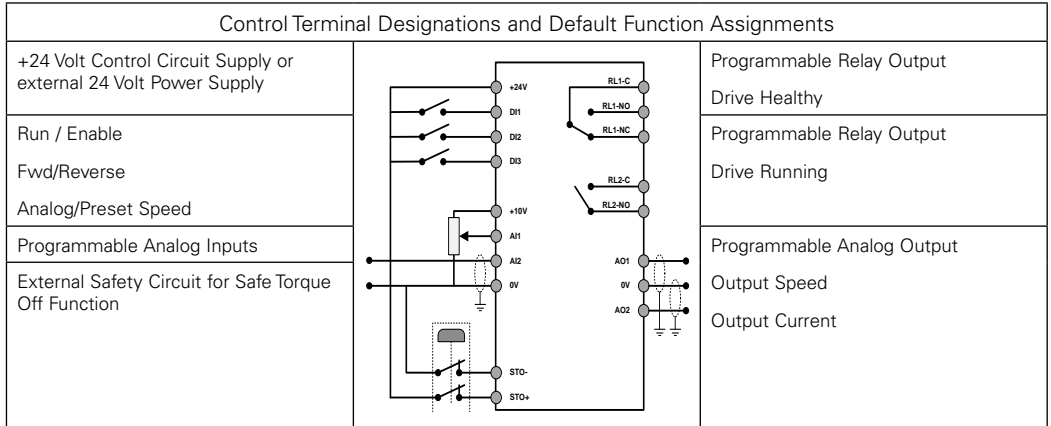 Control Terminal Designations and Default Function Assignments
+24 Volt Control Circuit Supply or
external 24 Volt Power Supply
Run / Enable
Fwd/Reverse
Analog/Preset Speed
Programmable Analog Inputs
External Safety Circuit for Safe Torque
Off Function
+24V
DI1
DI2
DI3
+10V
AI1
AI2
0V
STO-
STO+
RL1-C
RL1-NO
RL1-NC
RL2-C
RL2-NO
AO1
0V
AO2
Programmable Relay Output
Drive Healthy
Programmable Relay Output
Drive Running
Programmable Analog Output
Output Speed
Output Current